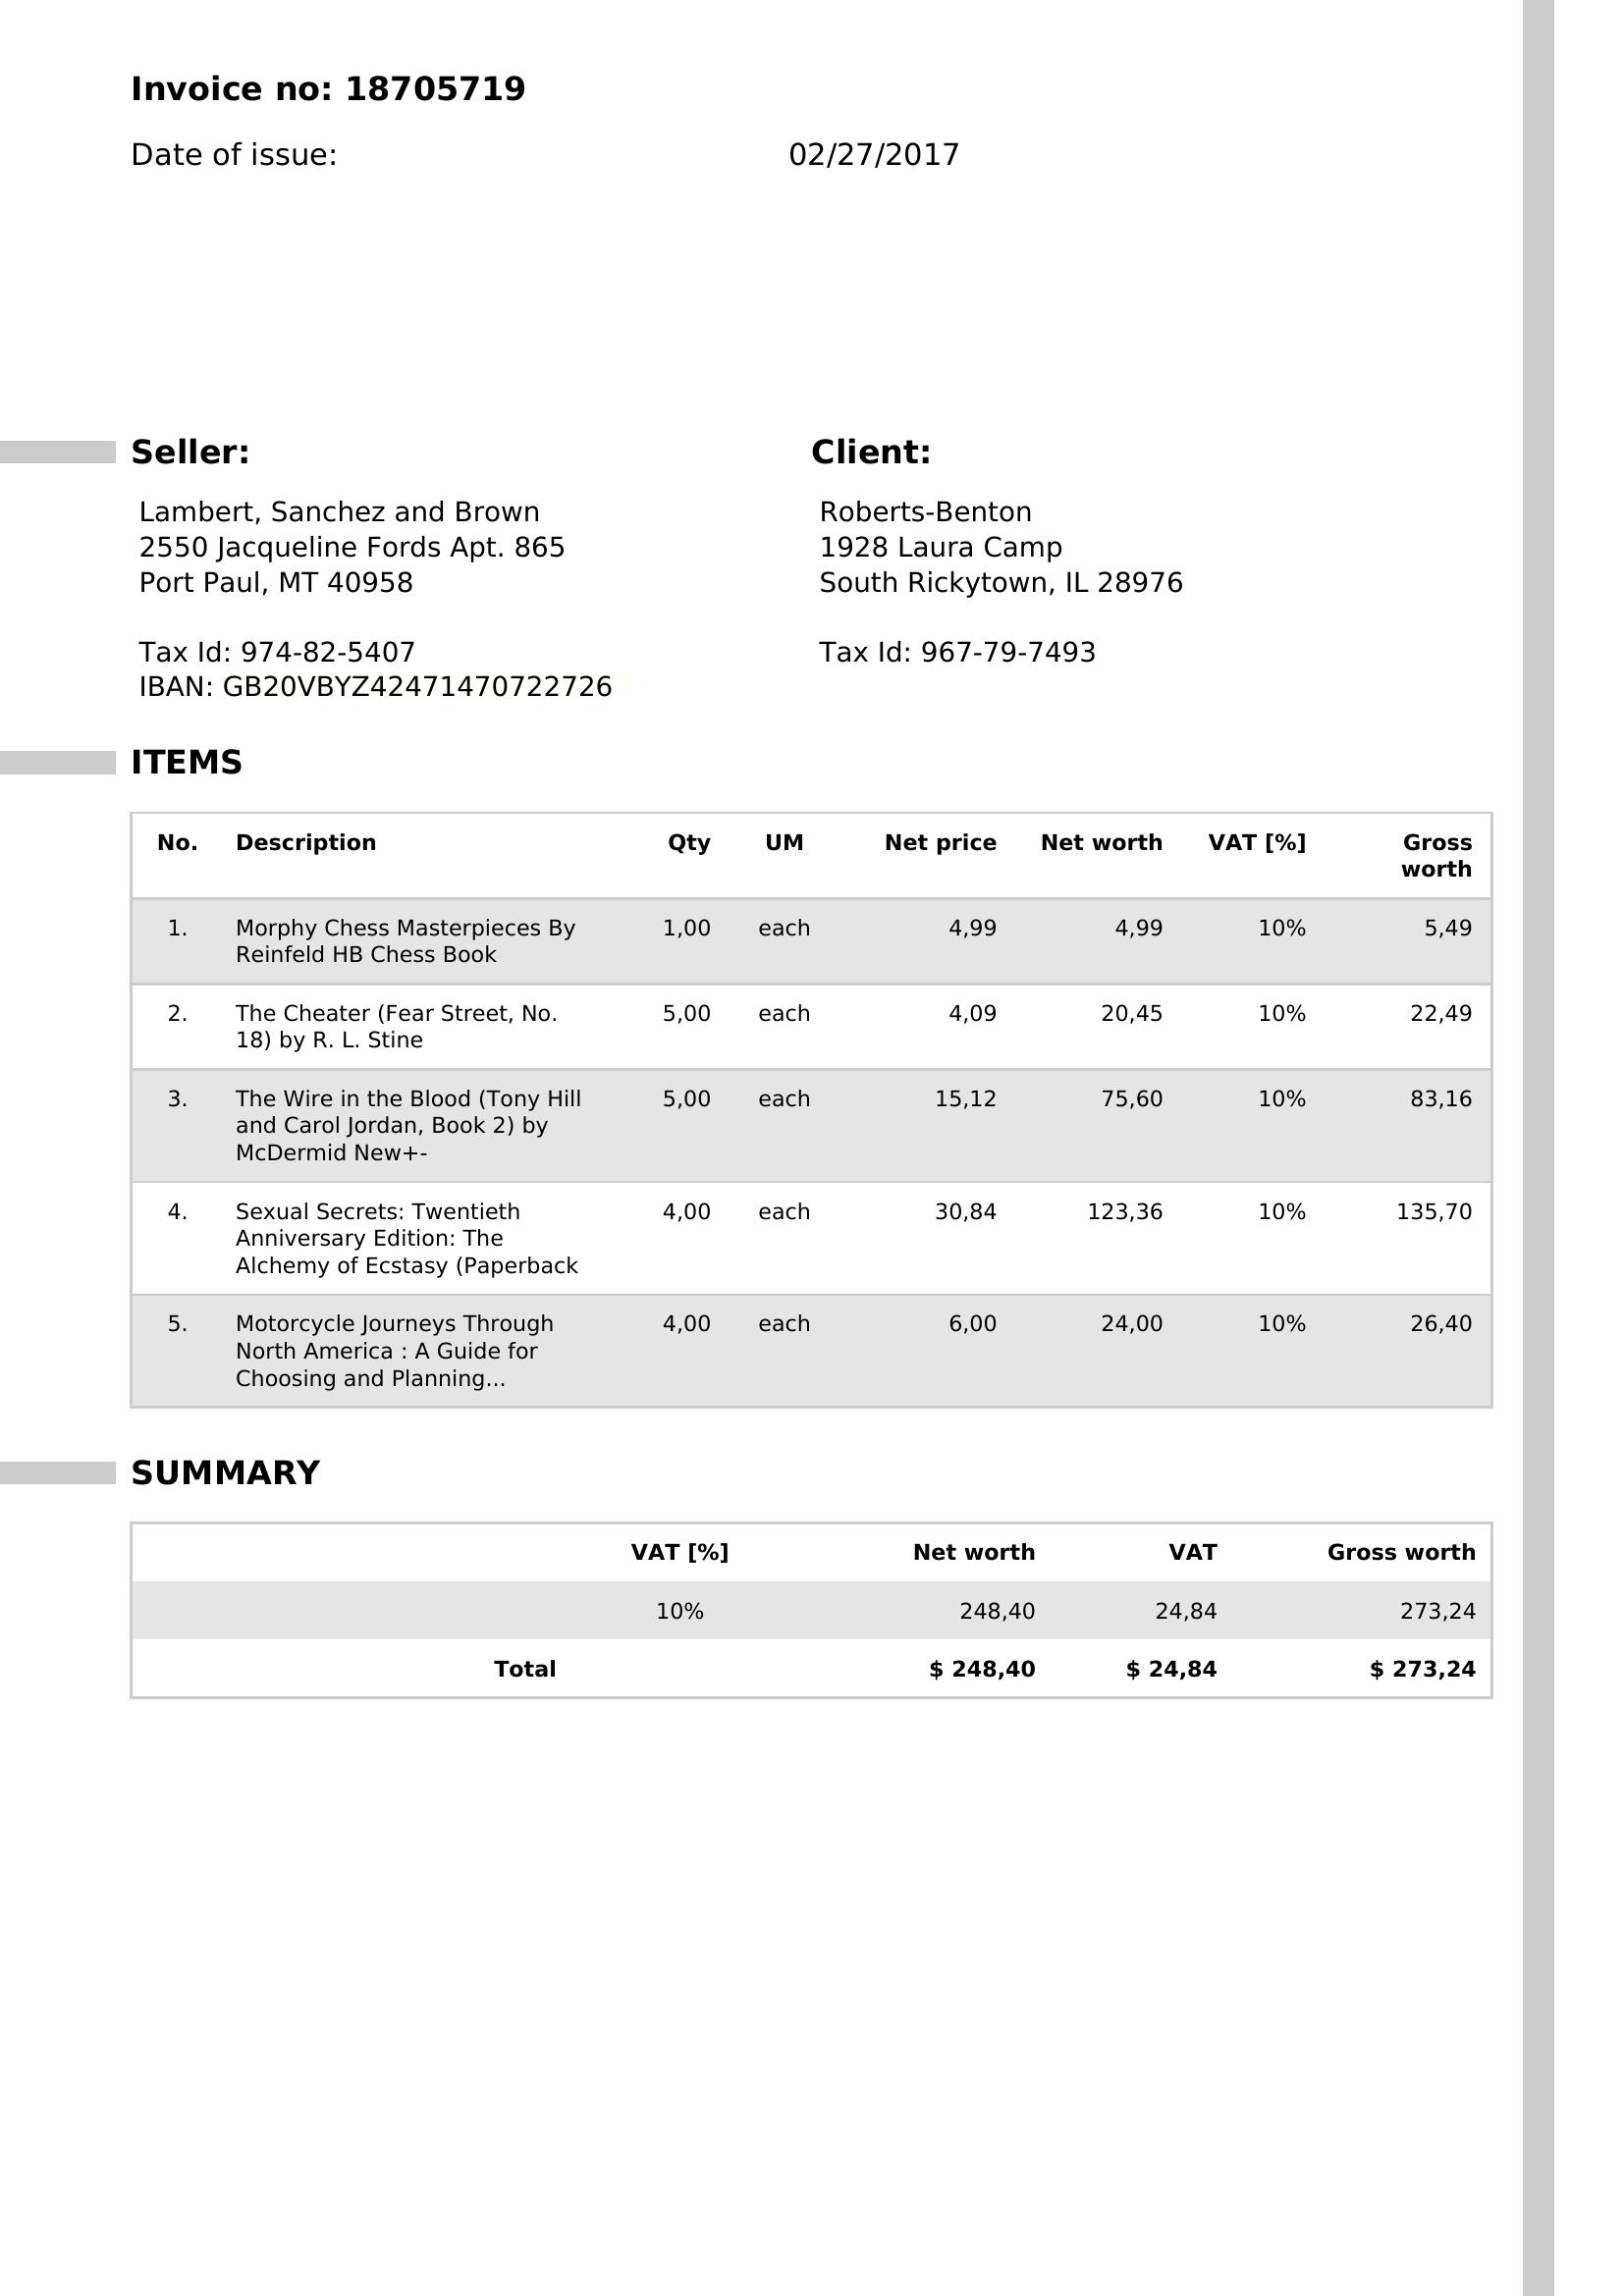 Invoice no: 18705719
Date of issue: 02/27/2017
Seller:
Lambert, Sanchez and Brown
2550 Jacqueline Fords Apt. 865
Port Paul, MT 40958
Tax Id: 974-82-5407
IBAN: GB20VBYZ42471470722726
Client:
Roberts-Benton
1928 Laura Camp
South Rickytown, IL 28976
Tax Id: 967-79-7493
ITEMS
No. Description Qty UM Net price Net worth VAT [%] Gross
worth
1. Morphy Chess Masterpieces By 1,00 each 4,99 4,99 10% 5,49
Reinfeld HB Chess Book
2. The Cheater (Fear Street, No. 5,00 each 4,09 20,45 10% 22,49
18) by R. L. Stine
3. The Wire in the Blood (Tony Hill 5,00 each 15,12 75,60 10% 83,16
and Carol Jordan, Book 2) by
McDermid New+-
4. Sexual Secrets: Twentieth 4,00 each 30,84 123,36 10% 135,70
Anniversary Edition: The
Alchemy of Ecstasy (Paperback
5. Motorcycle Journeys Through 4,00 each 6,00 24,00 10% 26,40
North America : A Guide for
Choosing and Planning...
SUMMARY
VAT [%] Net worth VAT Gross worth
10% 248,40 24,84 273,24
Total $ 248,40 $ 24,84 $ 273,24